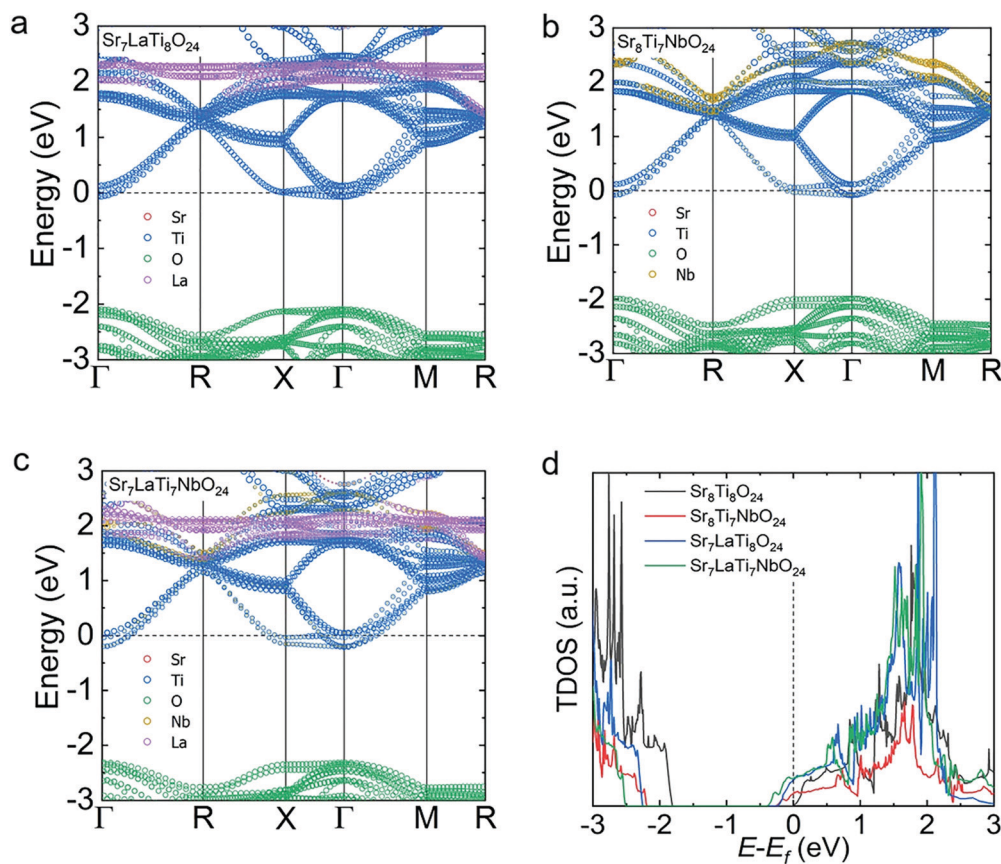 a
Sr7LaTi8O24
Energy (eV)
3
2
1
0
-1
-2
-3
Sr
Ti
O
La
Γ R X Γ M R
b
Sr8Ti7NbO24
Energy (eV)
3
2
1
0
-1
-2
-3
Sr
Ti
O
Nb
Γ R X Γ M R
c
Sr7LaTi7NbO24
Energy (eV)
3
2
1
0
-1
-2
-3
Sr
Ti
O
Nb
La
Γ R X Γ M R
d
Sr8Ti8O24
Sr8Ti7NbO24
Sr7LaTi8O24
Sr7LaTi7NbO24
TDOS (a.u.)
-3 -2 -1 0 1 2 3
E-Ef (eV)